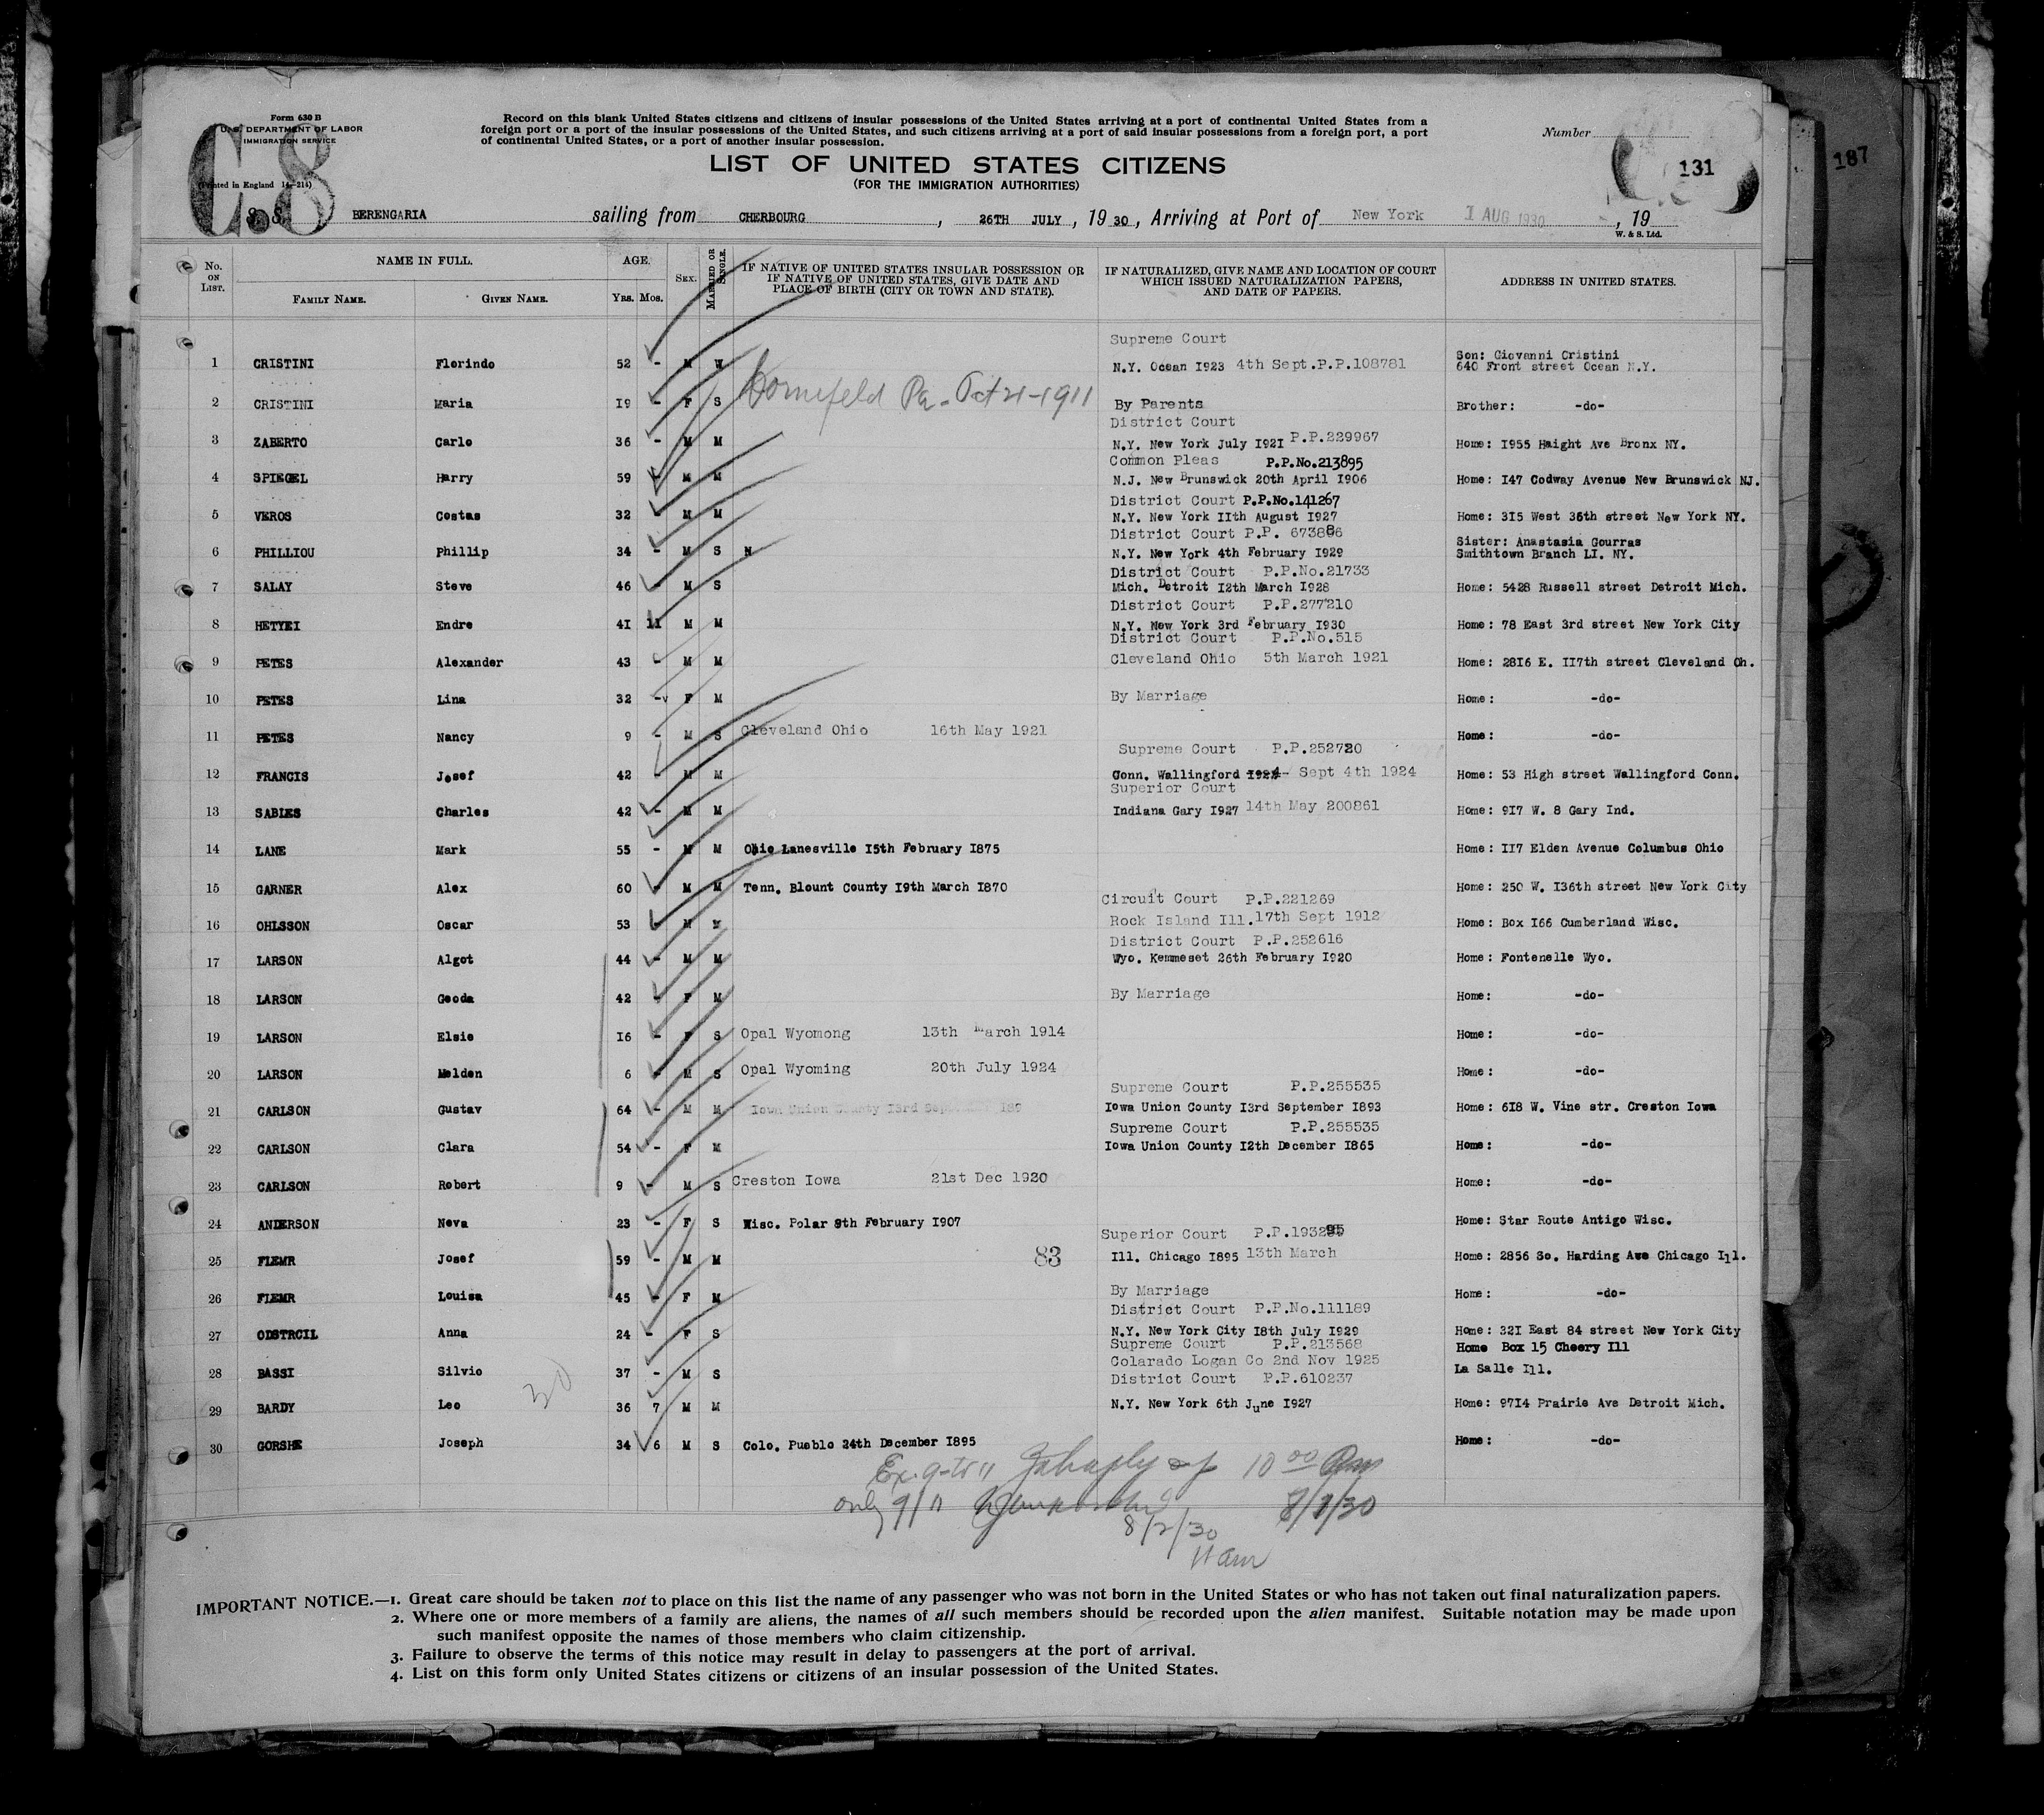 Form 630 B
U. S. DEPARTMENT OF LABOR
IMMIGRATION SERVICE
(Printed in England 14-214)
C8
Record on this blank United States citizens and citizens of insular possessions of the United States arriving at a port of continental United States from a
foreign port or a port of the insular possessions of the United States, and such citizens arriving at a port of said insular possessions from a foreign port, a port
of continental United States, or a port of another insular possession.
Number
131
187
LIST OF UNITED STATES CITIZENS
(FOR THE IMMIGRATION AUTHORITIES)
S. S. BERENGARIA sailing from CHERBOURG, 26TH JULY, 19 30, Arriving at Port of New York 1 AUG 1930, 19
W. & S. Ltd.
No. ON LIST. NAME IN FULL. AGE. SEX. MARRIED OR SINGLE. IF NATIVE OF UNITED STATES INSULAR POSSESSION OR IF NATIVE OF UNITED STATES, GIVE DATE AND PLACE OF BIRTH (CITY OR TOWN AND STATE). IF NATURALIZED, GIVE NAME AND LOCATION OF COURT WHICH ISSUED NATURALIZATION PAPERS, AND DATE OF PAPERS. ADDRESS IN UNITED STATES.
FAMILY NAME. GIVEN NAME. Yrs. Mos.
Supreme Court
1 CRISTINI Florindo 52 - M W N.Y. Ocean 1923 4th Sept.P.P.108781 Son: Giovanni Cristini
640 Front street Ocean N.Y.
2 CRISTINI Maria 19 - F S Pa. Oct 21-1911 By Parents Brother: -do-
District Court
3 ZABERTO Carlo 36 - M M N.Y. New York July 1921 P.P.229967 Home: 1955 Haight Ave Bronx NY.
Common Pleas P.P.No.213895
4 SPIEGEL Harry 59 - M M N.J. New Brunswick 20th April 1906 Home: 147 Codway Avenue New Brunswick NJ.
District Court P.P.No.141267
5 VEROS Costas 32 - M M N.Y. New York 11th August 1927 Home: 315 West 36th street New York NY.
District Court P.P. 673886
6 PHILLIOU Phillip 34 - M S N N.Y. New York 4th February 1929 Sister: Anastasia Gourras
Smithtown Branch LI. NY.
District Court P.P.No.21733
7 SALAY Steve 46 - M S Mich. Detroit 12th March 1928 Home: 5428 Russell street Detroit Mich.
District Court P.P.277210
8 HETYEI Endre 41 11 M M N.Y. New York 3rd February 1930 Home: 78 East 3rd street New York City
District Court P.P.No.515
9 PETES Alexander 43 - M M Cleveland Ohio 5th March 1921 Home: 2816 E. 117th street Cleveland Oh.
10 PETES Lina 32 - F M By Marriage Home: -do-
11 PETES Nancy 9 - M S Cleveland Ohio 16th May 1921 Home: -do-
Supreme Court P.P.252720
12 FRANCIS Josef 42 - M M Conn. Wallingford 1924- Sept 4th 1924 Home: 53 High street Wallingford Conn.
Superior Court
13 SABLES Charles 42 - M M Indiana Gary 1927 14th May 200861 Home: 917 W. 8 Gary Ind.
14 LANE Mark 55 - M M Ohio Lanesville 15th February 1875 Home: 117 Elden Avenue Columbus Ohio
15 GARNER Alex 60 - M M Tenn. Blount County 19th March 1870 Home: 250 W. 136th street New York City
Circuit Court P.P.221269
16 OHLSSON Oscar 53 - M M Rock Island Ill.17th Sept 1912 Home: Box 166 Cumberland Wisc.
District Court P.P.252616
17 LARSON Algot 44 - M M Wyo. Kemmeset 26th February 1920 Home: Fontenelle Wyo.
18 LARSON Geoda 42 - F M By Marriage Home: -do-
19 LARSON Elsie 16 - F S Opal Wyomong 13th March 1914 Home: -do-
20 LARSON Melden 6 - M S Opal Wyoming 20th July 1924 Home: -do-
Supreme Court P.P.255535
21 CARLSON Gustav 64 - M M Iowa Union County 13rd September 189 Iowa Union County 13rd September 1893 Home: 618 W. Vine str. Creston Iowa
Supreme Court P.P.255535
22 CARLSON Clara 54 - F M Iowa Union County 12th December 1865 Home: -do-
23 CARLSON Robert 9 - M S Creston Iowa 21st Dec 1920 Home: -do-
24 ANDERSON Neva 23 - F S Wisc. Polar 8th February 1907 Home: Star Route Antigo Wisc.
Superior Court P.P.193295
25 FLEMR Josef 59 - M M 83 Ill. Chicago 1895 13th March Home: 2856 So. Harding Ave Chicago Ill.
26 FLEMR Louisa 45 - F M By Marriage Home: -do-
District Court P.P.No.111189
27 ODSTRCIL Anna 24 - F S N.Y. New York City 18th July 1929 Home: 321 East 84 street New York City
Supreme Court P.P.213568 Home Box 15 Cheery Ill
28 BASSI Silvio 37 - M S Colarado Logan Co 2nd Nov 1925 La Salle Ill.
District Court P.P.610237
29 BARDY Leo 36 7 M M N.Y. New York 6th June 1927 Home: 9714 Prairie Ave Detroit Mich.
30
30 GORSHE Joseph 34 6 M S Colo. Pueblo 24th December 1895 Home: -do-
10 00
only 9/11 8/1/30
8/2/30
11 am
IMPORTANT NOTICE.—1. Great care should be taken not to place on this list the name of any passenger who was not born in the United States or who has not taken out final naturalization papers.
2. Where one or more members of a family are aliens, the names of all such members should be recorded upon the alien manifest. Suitable notation may be made upon
such manifest opposite the names of those members who claim citizenship.
3. Failure to observe the terms of this notice may result in delay to passengers at the port of arrival.
4. List on this form only United States citizens or citizens of an insular possession of the United States.